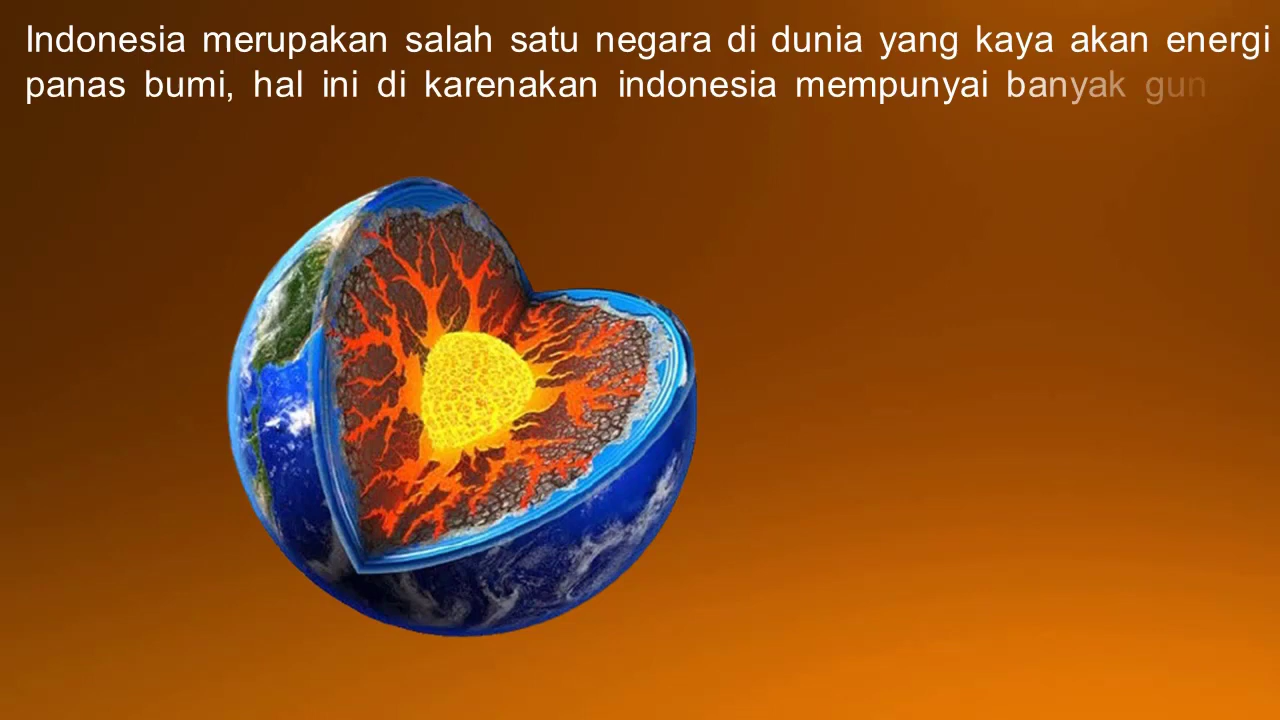 Indonesia merupakan salah satu negara di dunia yang kaya akan energi
panas bumi, hal ini di karenakan indonesia mempunyai banyak gun